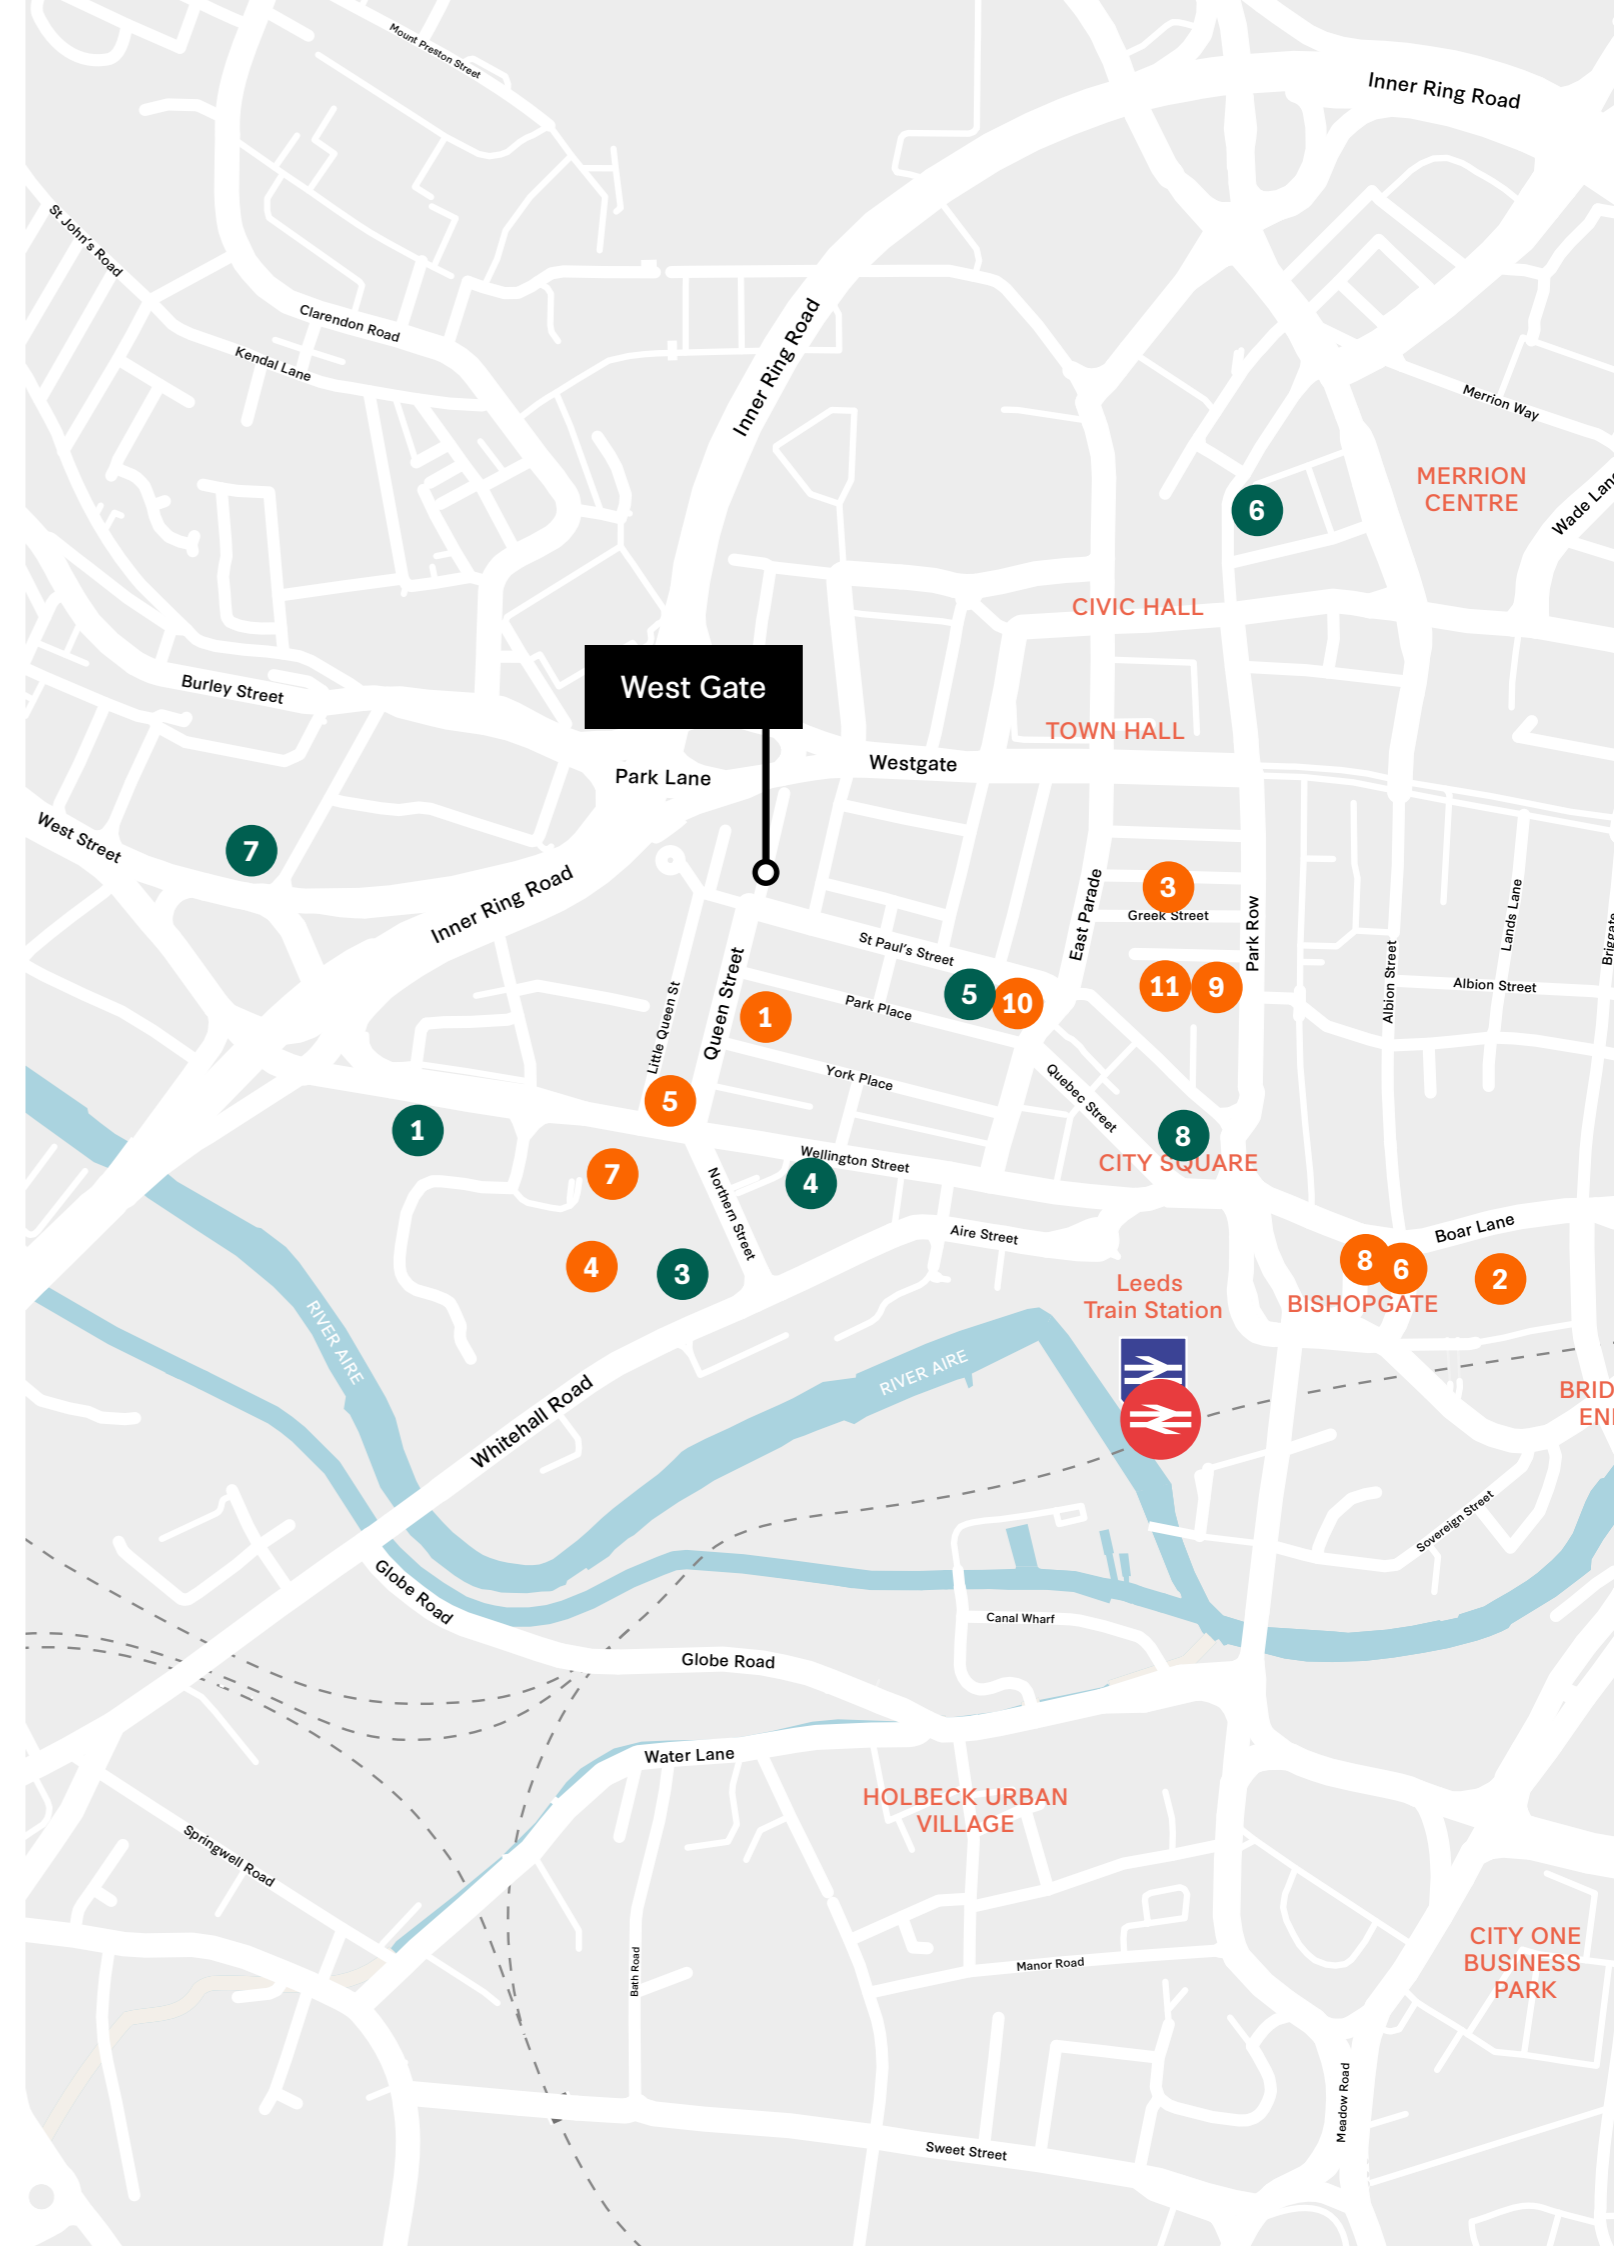 Mount Preston Street
Inner Ring Road
St John's Road
Clarendon Road
Kendal Lane
Inner Ring Road
Merrion Way
MERRION
CENTRE
Wade Lane
6
CIVIC HALL
West Gate
Burley Street
TOWN HALL
Westgate
Park Lane
West Street
7
Inner Ring Road
3
Greek Street
East Parade
Park Row
Lands Lane
Briggate
St Paul's Street
Albion Street
Albion Street
Queen Street
Little Queen St
5
10
11
9
Park Place
1
York Place
Quebec Street
5
1
8
CITY SQUARE
Wellington Street
7
4
Northern Street
Aire Street
Boar Lane
4
3
8
6
2
BISHOPGATE
Leeds
Train Station
RIVER AIRE
RIVER AIRE
BRID
EN
Whitehall Road
Sovereign Street
Globe Road
Canal Wharf
Globe Road
Water Lane
HOLBECK URBAN
VILLAGE
Springwell Road
CITY ONE
BUSINESS
PARK
Bath Road
Manor Road
Meadow Road
Sweet Street